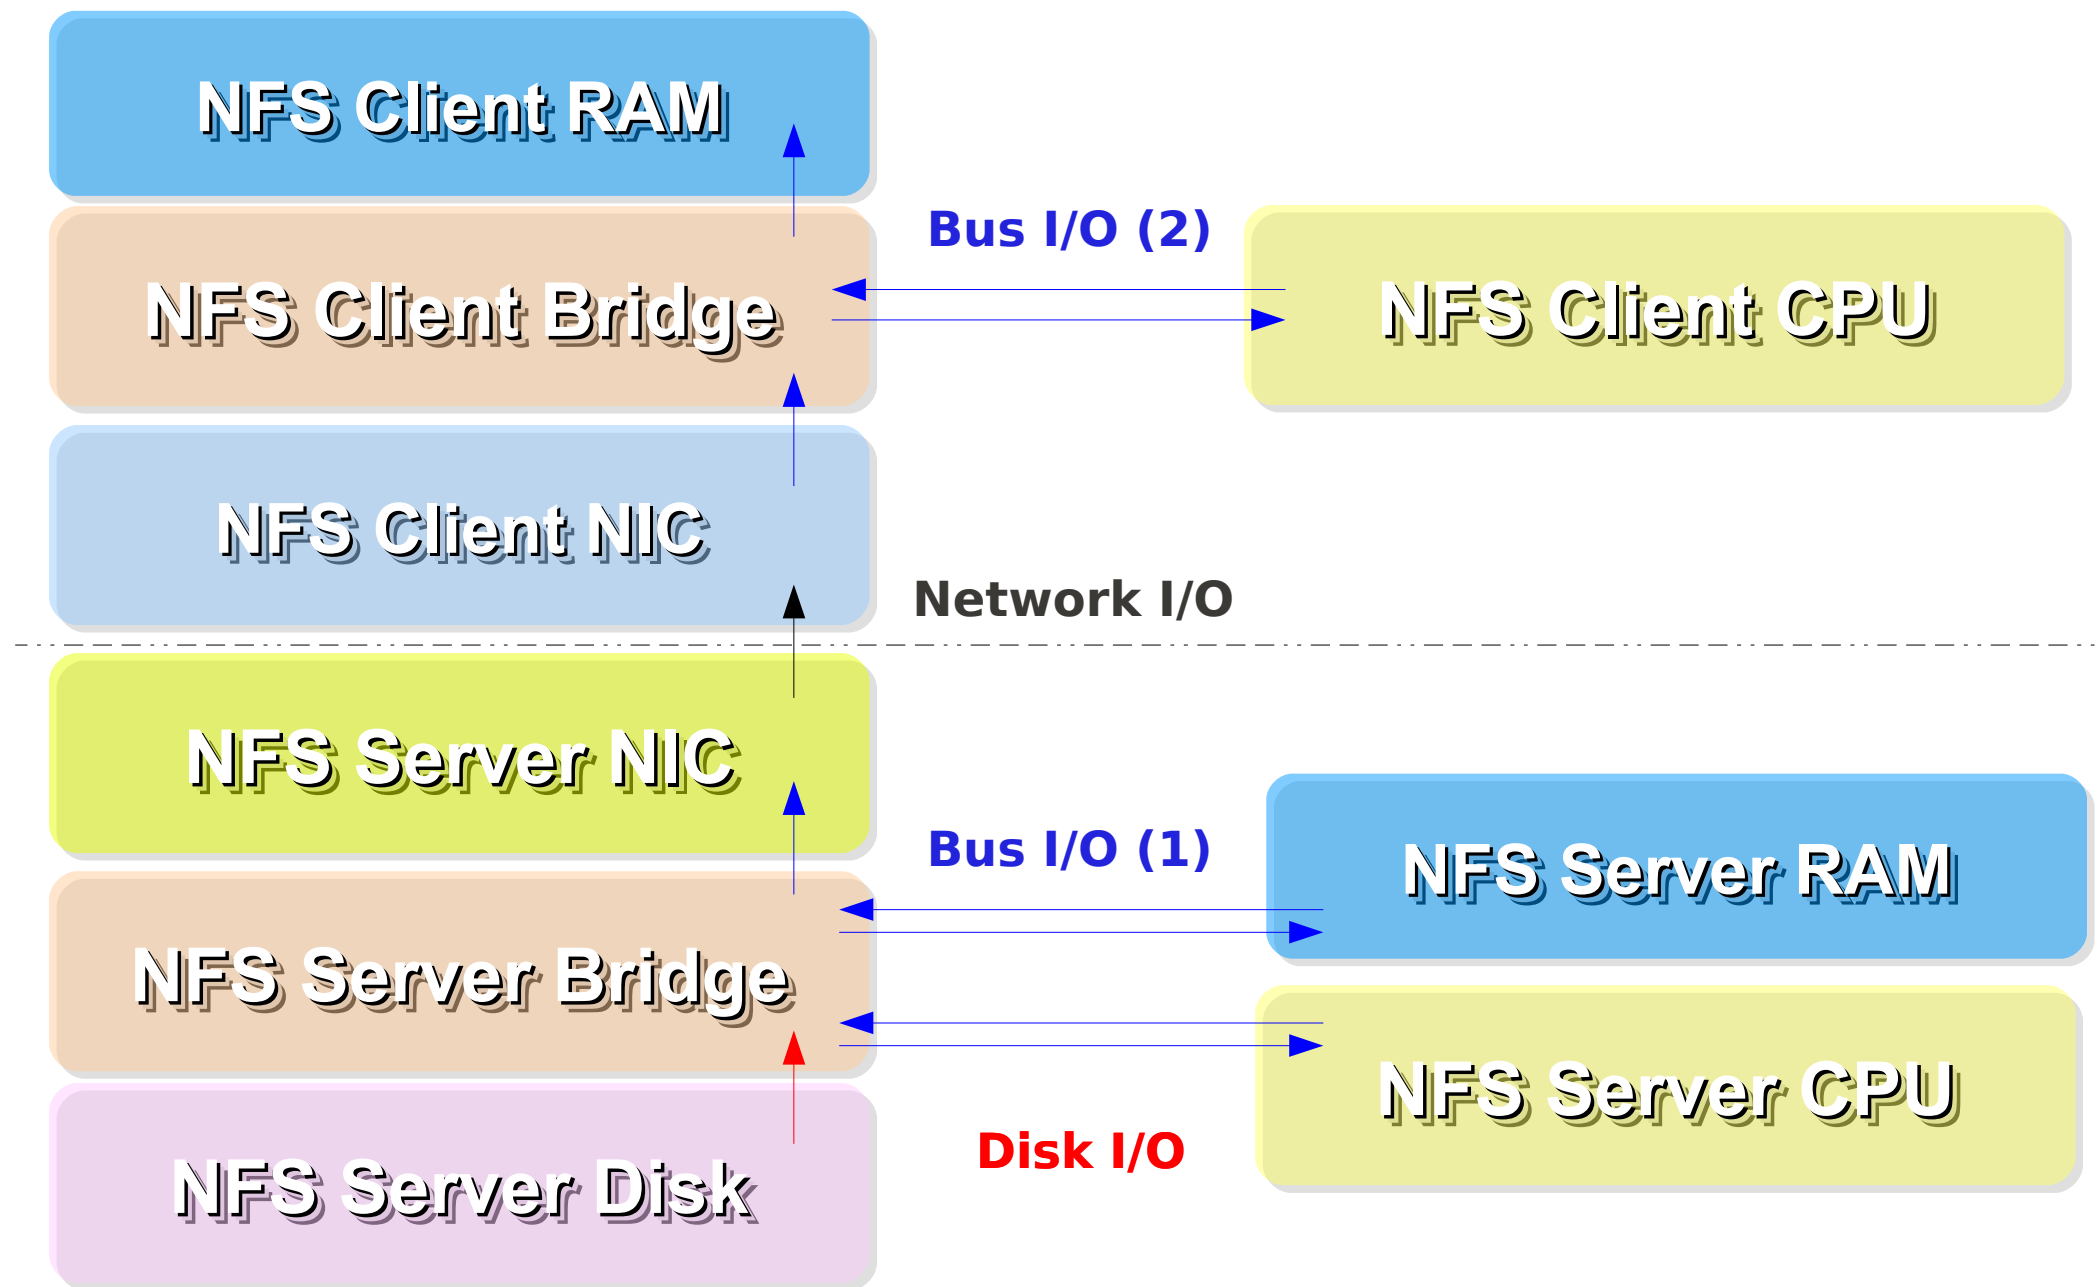 NFS Client RAM
Bus I/O (2)
NFS Client Bridge
NFS Client CPU
NFS Client NIC
Network I/O
NFS Server NIC
Bus I/O (1)
NFS Server RAM
NFS Server Bridge
NFS Server CPU
Disk I/O
NFS Server Disk